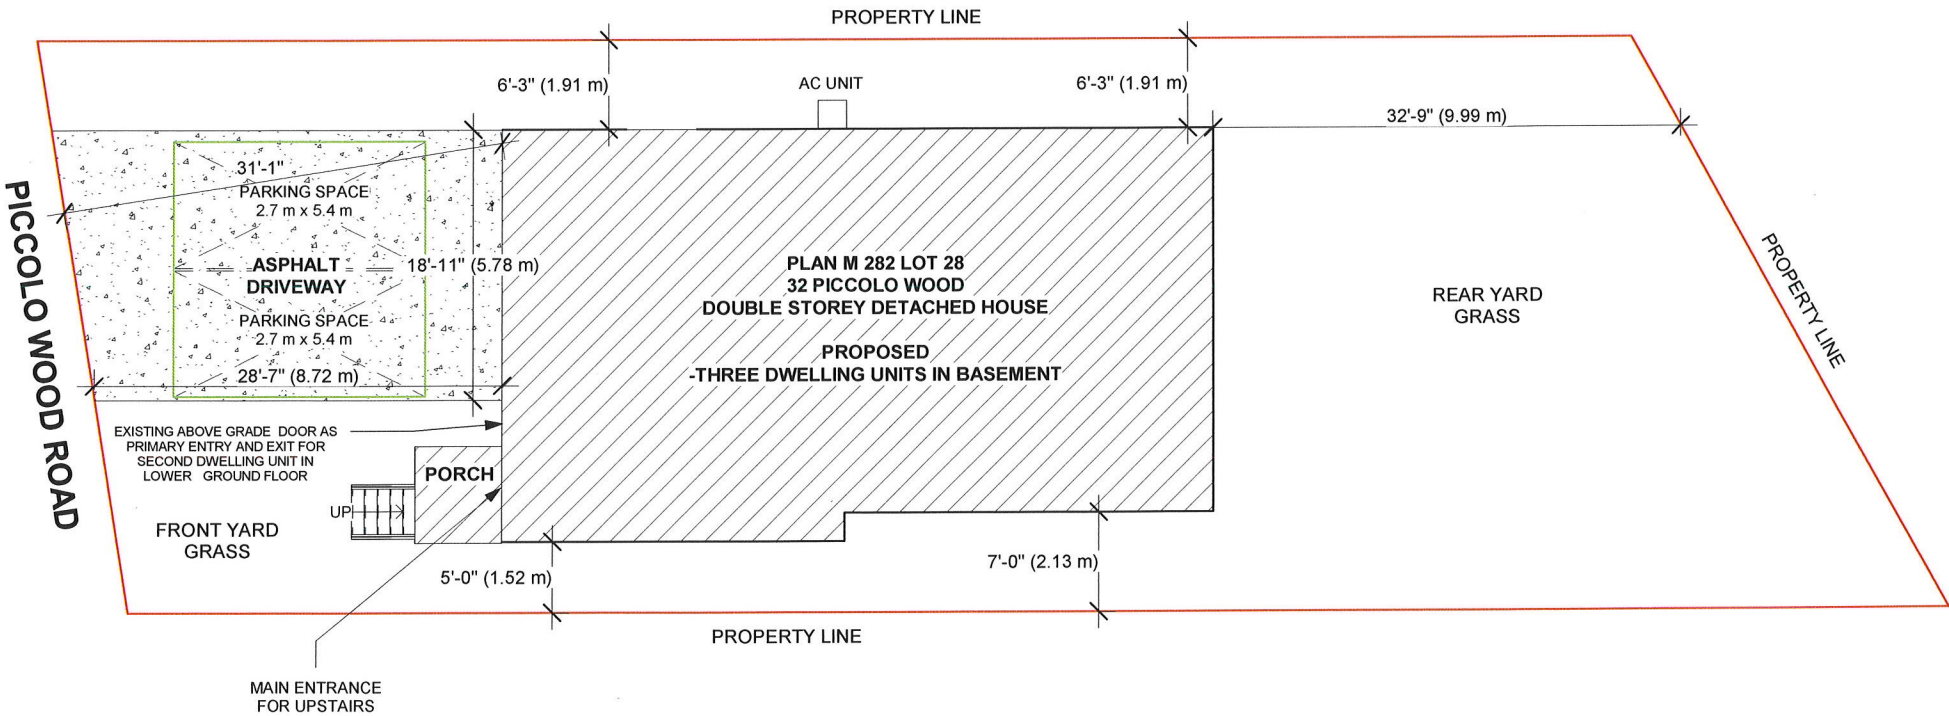 PROPERTY LINE
6'-3" (1.91 m)
AC UNIT
6'-3" (1.91 m)
32'-9" (9.99 m)
31'-1"
PARKING SPACE
2.7 m x 5.4 m
PICCOLO WOOD ROAD
ASPHALT
DRIVEWAY
18'-11" (5.78 m)
PARKING SPACE
2.7 m x 5.4 m
28'-7" (8.72 m)
PLAN M 282 LOT 28
32 PICCOLO WOOD
DOUBLE STOREY DETACHED HOUSE
PROPOSED
-THREE DWELLING UNITS IN BASEMENT
REAR YARD
GRASS
PROPERTY LINE
EXISTING ABOVE GRADE DOOR AS
PRIMARY ENTRY AND EXIT FOR
SECOND DWELLING UNIT IN
LOWER GROUND FLOOR
PORCH
UP
FRONT YARD
GRASS
5'-0" (1.52 m)
7'-0" (2.13 m)
PROPERTY LINE
MAIN ENTRANCE
FOR UPSTAIRS